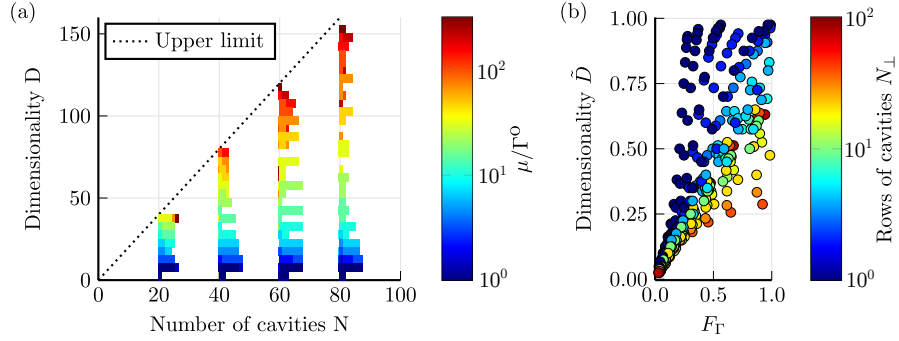 (a)
Upper limit
Dimensionality D
150
100
50
0
0
20
40
60
80
100
Number of cavities N
10²
10¹
10⁰
μ/Γᴼ
(b)
Dimensionality D̃
1.00
0.75
0.50
0.25
0.00
0.0
0.5
1.0
F_Γ
10²
10¹
10⁰
Rows of cavities N_⊥